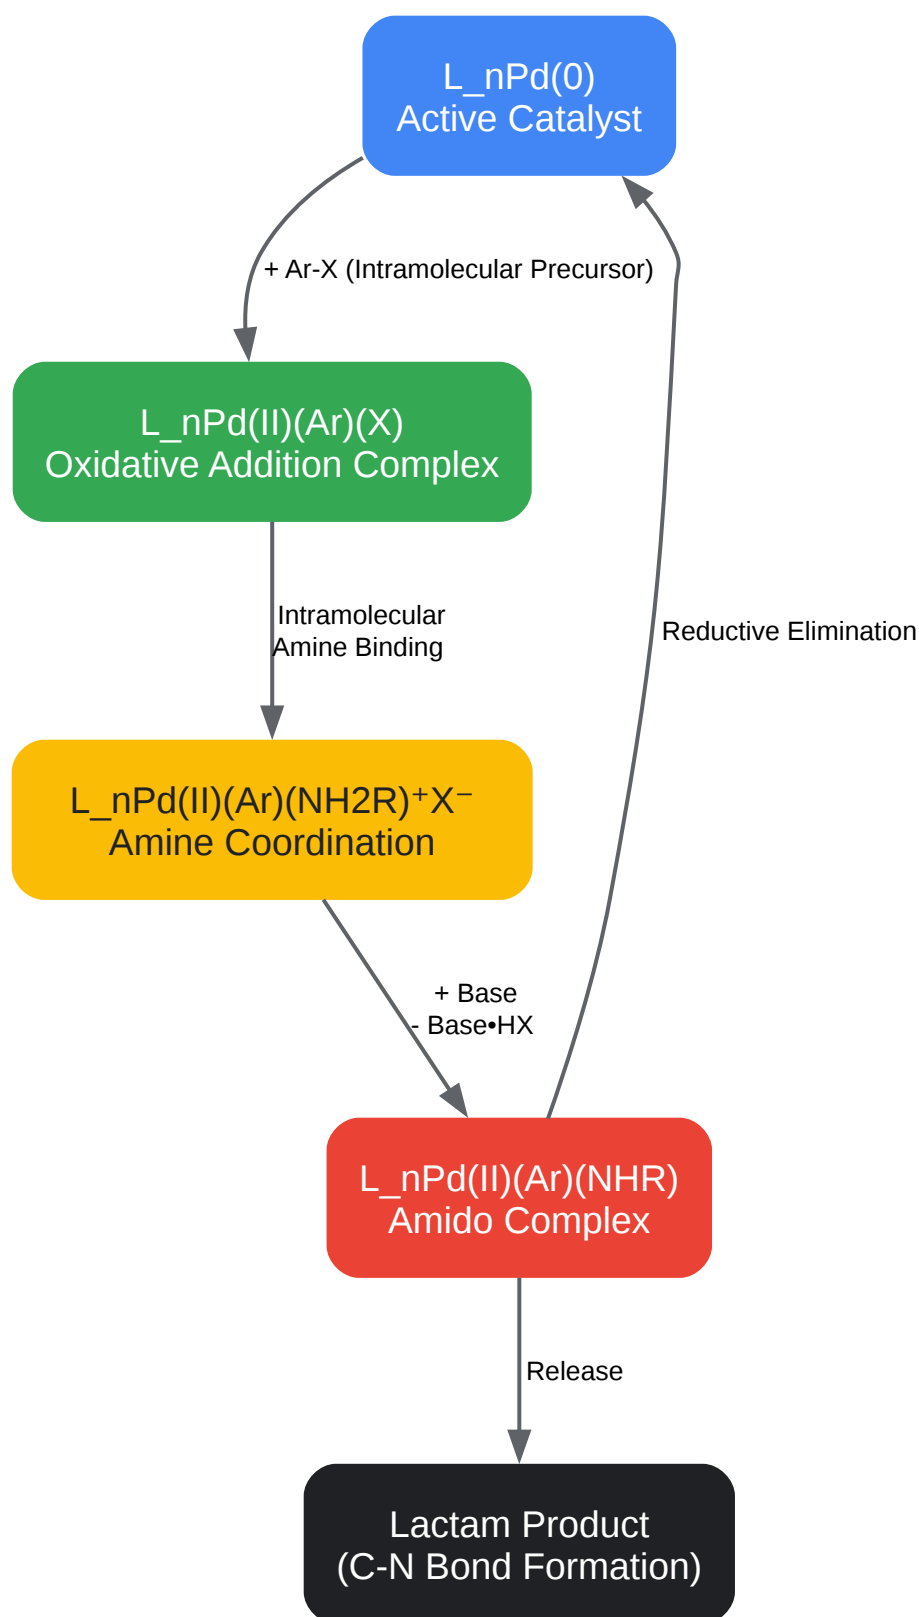 L_nPd(0)
Active Catalyst
+ Ar-X (Intramolecular Precursor)
L_nPd(II)(Ar)(X)
Oxidative Addition Complex
Intramolecular
Amine Binding
Reductive Elimination
L_nPd(II)(Ar)(NH2R)⁺X⁻
Amine Coordination
+ Base
- Base•HX
L_nPd(II)(Ar)(NHR)
Amido Complex
Release
Lactam Product
(C-N Bond Formation)